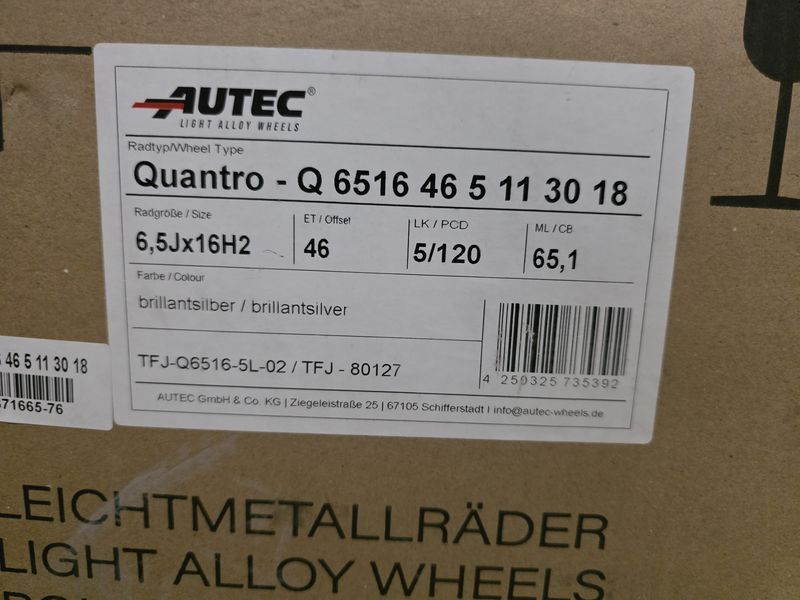 AUTEC®
LIGHT ALLOY WHEELS
Radtyp/Wheel Type
Quantro - Q 6516 46 5 11 30 18
Radgröße / Size
6,5Jx16H2
ET / Offset
46
LK / PCD
5/120
ML / CB
65,1
Farbe / Colour
brillantsilber / brillantsilver
TFJ-Q6516-5L-02 / TFJ - 80127
4 250325 735392
AUTEC GmbH & Co. KG | Ziegeleistraße 25 | 67105 Schifferstadt | info@autec-wheels.de
46 5 11 30 18
71665-76
LEICHTMETALLRÄDER
LIGHT ALLOY WHEELS